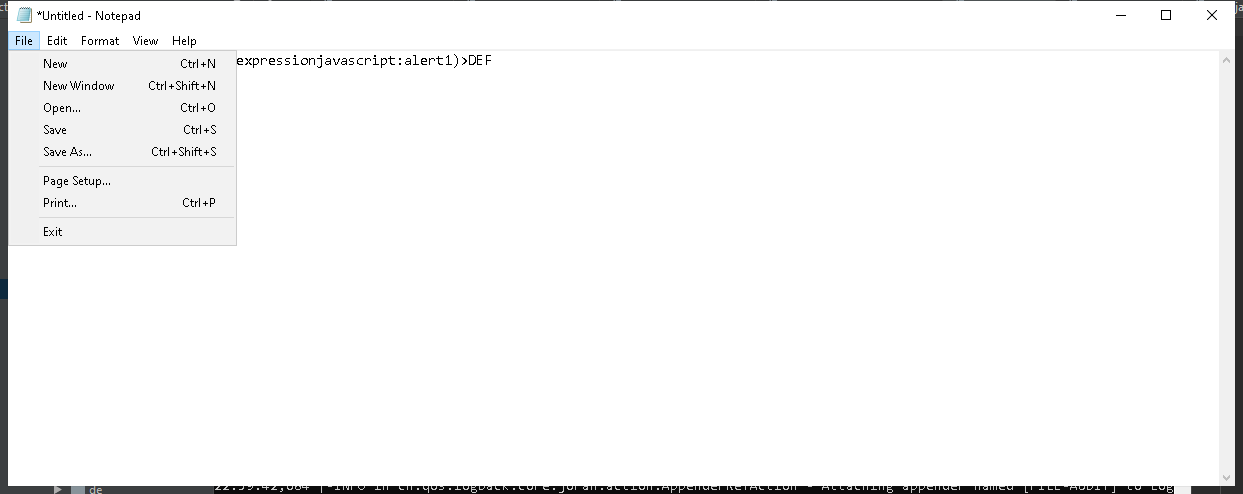 *Untitled - Notepad
File Edit Format View Help
expressionjavascript:alert1)>DEF
New Ctrl+N
New Window Ctrl+Shift+N
Open... Ctrl+O
Save Ctrl+S
Save As... Ctrl+Shift+S
Page Setup...
Print... Ctrl+P
Exit
de
22:59:42,684 |-INFO in ch.qos.logback.core.joran.action.AppenderRefAction - Attaching appender named [FILE-AUDIT] to Log